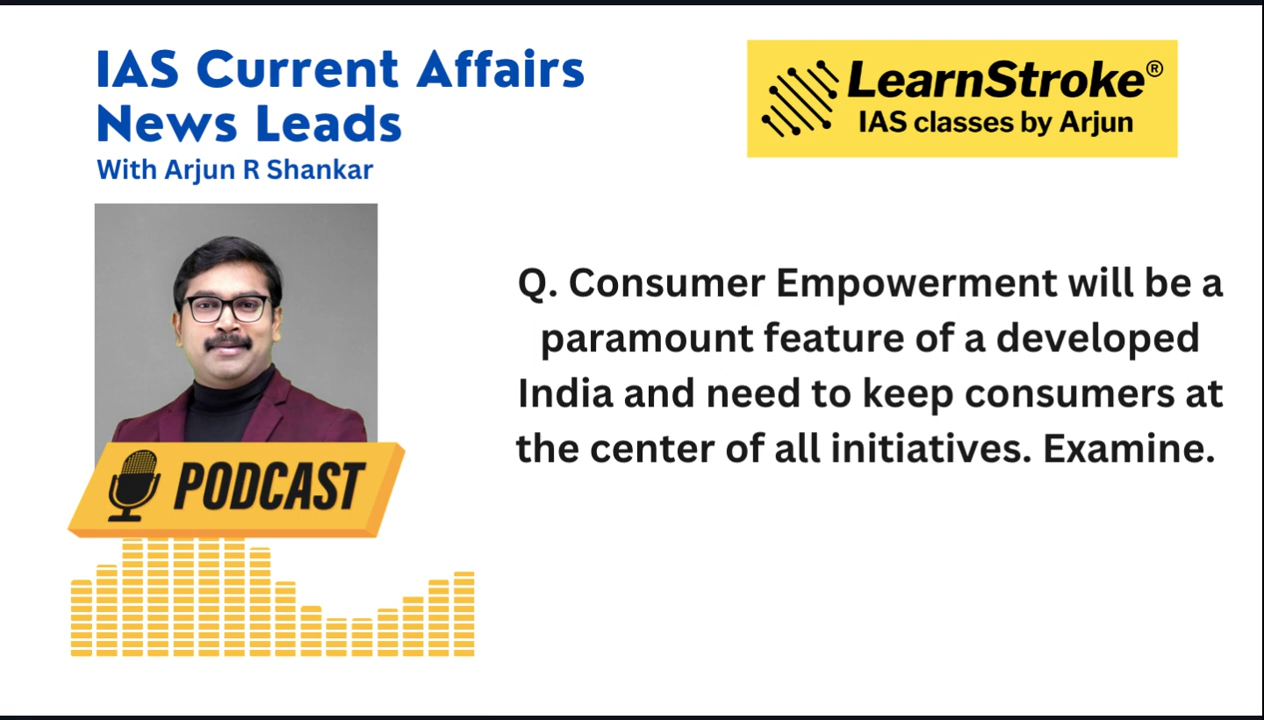 IAS Current Affairs
News Leads
With Arjun R Shankar
LearnStroke®
IAS classes by Arjun
PODCAST
Q. Consumer Empowerment will be a
paramount feature of a developed
India and need to keep consumers at
the center of all initiatives. Examine.